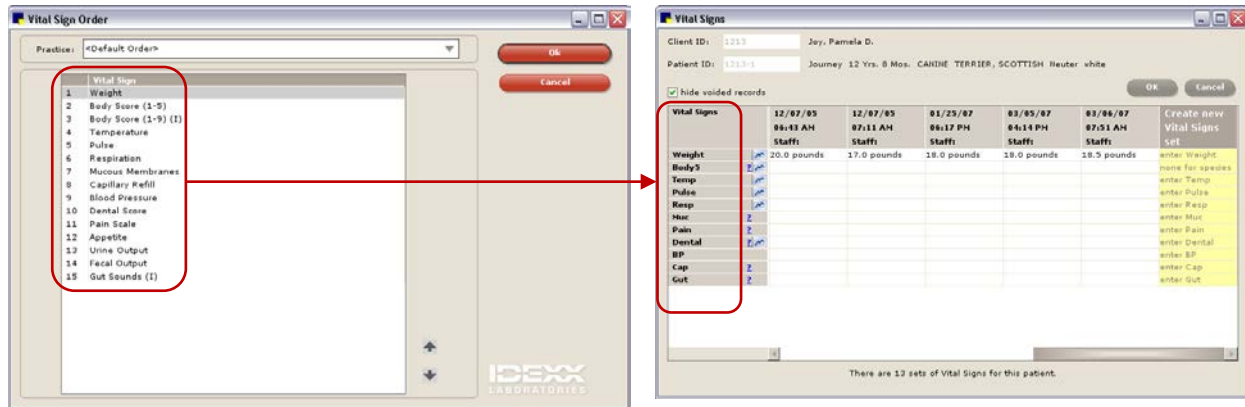 Vital Sign Order
Practice: <Default Order>
Ok
Cancel
Vital Sign
1 Weight
2 Body Score (1-5)
3 Body Score (1-9) (I)
4 Temperature
5 Pulse
6 Respiration
7 Mucous Membranes
8 Capillary Refill
9 Blood Pressure
10 Dental Score
11 Pain Scale
12 Appetite
13 Urine Output
14 Fecal Output
15 Gut Sounds (I)
IDEXX
LABORATORIES
Vital Signs
Client ID: 1213 Joy, Pamela D.
Patient ID: 1213-1 Journey 12 Yrs. 8 Mos. CANINE TERRIER, SCOTTISH Neuter white
hide voided records
OK Cancel
Vital Signs 12/07/05 12/07/05 01/25/07 03/05/07 03/06/07 Create new
06:43 AM 07:11 AM 06:17 PM 04:14 PM 07:51 AM Vital Signs
Staff: Staff: Staff: Staff: Staff: set
Weight 20.0 pounds 17.0 pounds 18.0 pounds 18.0 pounds 18.5 pounds enter Weight
Body5 ? none for species
Temp enter Temp
Pulse enter Pulse
Resp enter Resp
Muc ? enter Muc
Pain ? enter Pain
Dental ? enter Dental
BP enter BP
Cap ? enter Cap
Gut ? enter Gut
There are 13 sets of Vital Signs for this patient.